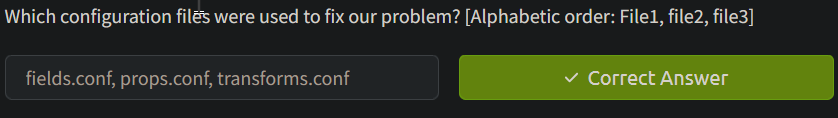 Which configuration files were used to fix our problem? [Alphabetic order: File1, file2, file3]
fields.conf, props.conf, transforms.conf
✓ Correct Answer